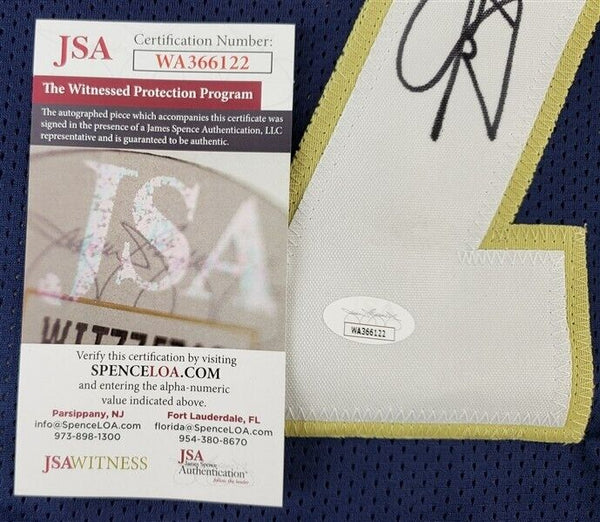 JSA
Certification Number:
WA366122
The Witnessed Protection Program
The autographed piece which accompanies this certificate was
signed in the presence of a James Spence Authentication, LLC
representative and is guaranteed to be authentic.
JSA
Verify this certification by visiting
SPENCELOA.COM
and entering the alpha-numeric
value indicated above.
Parsippany, NJ
info@SpenceLOA.com
973-898-1300
Fort Lauderdale, FL
florida@SpenceLOA.com
954-380-8670
JSAWITNESS
JSA
James Spence
Authentication
follow the leader
WA366122